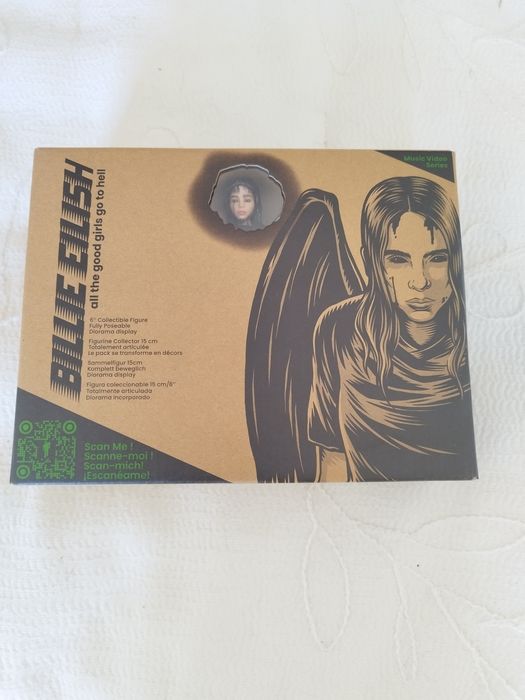 BILLIE EILISH
all the good girls go to hell
Music Video
Series
6" Collectible Figure
Fully Poseable
Diorama display
Figurine Collector 15 cm
Totalement articulée
Le pack se transforme en décors
Sammelfigur 15cm
Komplett beweglich
Diorama display
Figura coleccionable 15 cm/6"
Totalmente articulada
Diorama incorporado
Scan Me !
Scanne-moi !
Scan-mich!
¡Escanéame!